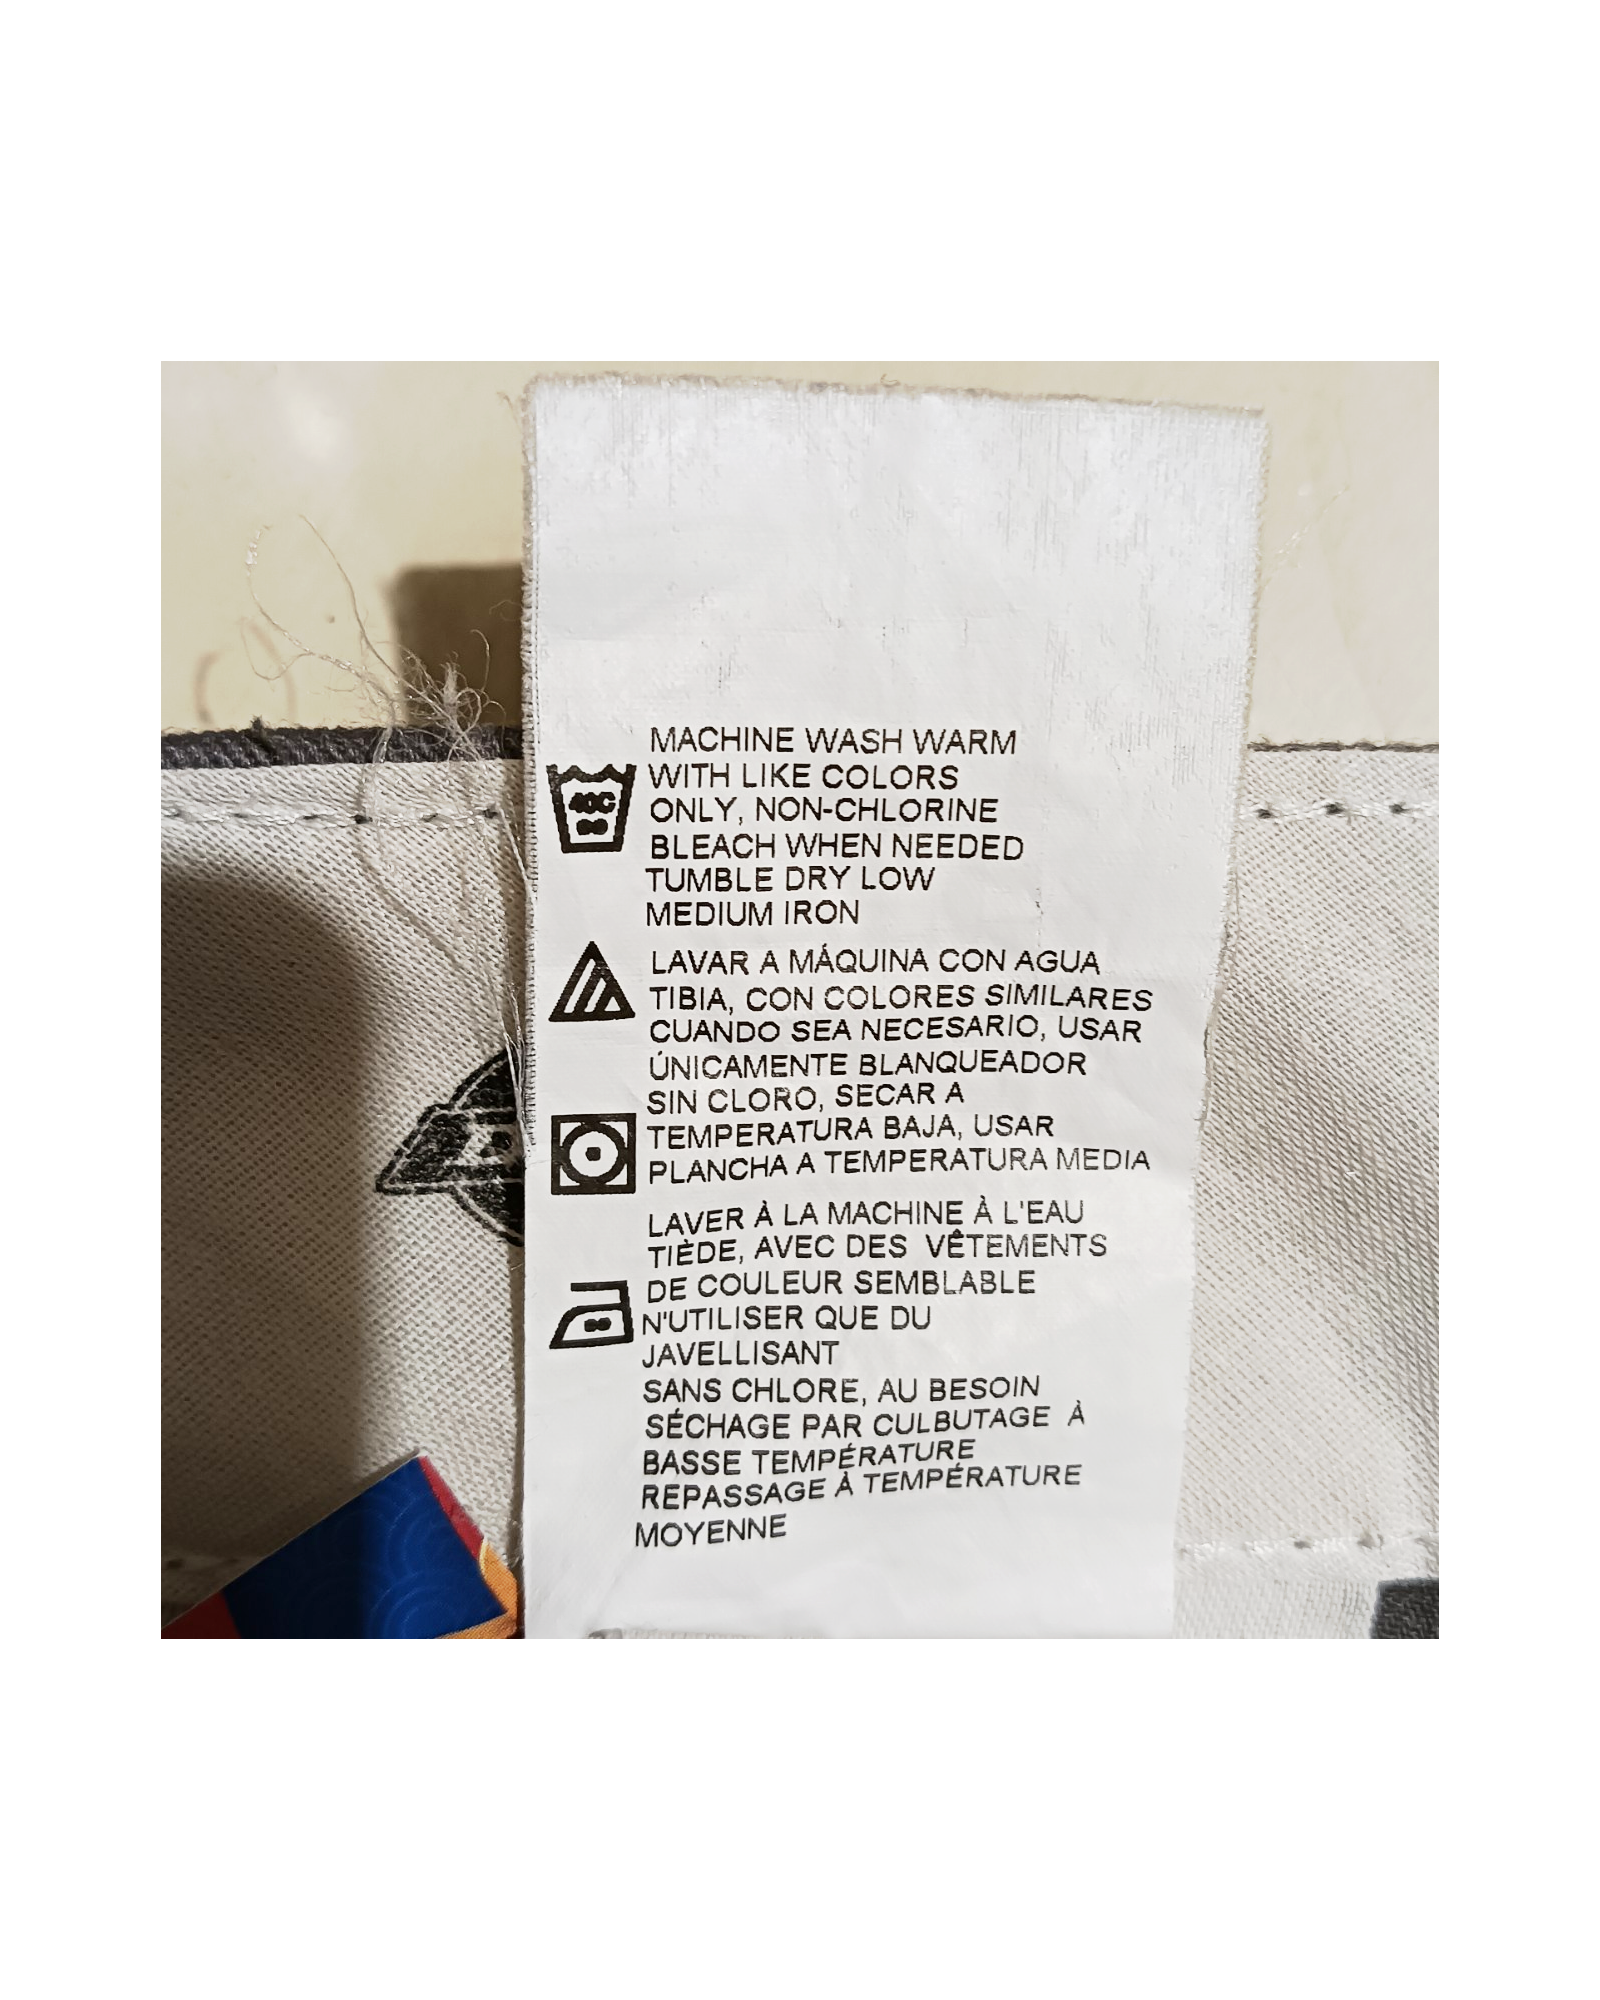 MACHINE WASH WARM
WITH LIKE COLORS
ONLY, NON-CHLORINE
BLEACH WHEN NEEDED
TUMBLE DRY LOW
MEDIUM IRON
40C
LAVAR A MÁQUINA CON AGUA
TIBIA, CON COLORES SIMILARES
CUANDO SEA NECESARIO, USAR
ÚNICAMENTE BLANQUEADOR
SIN CLORO, SECAR A
TEMPERATURA BAJA, USAR
PLANCHA A TEMPERATURA MEDIA
LAVER À LA MACHINE À L'EAU
TIÈDE, AVEC DES VÊTEMENTS
DE COULEUR SEMBLABLE
N'UTILISER QUE DU
JAVELLISANT
SANS CHLORE, AU BESOIN
SÉCHAGE PAR CULBUTAGE À
BASSE TEMPÉRATURE
REPASSAGE À TEMPÉRATURE
MOYENNE